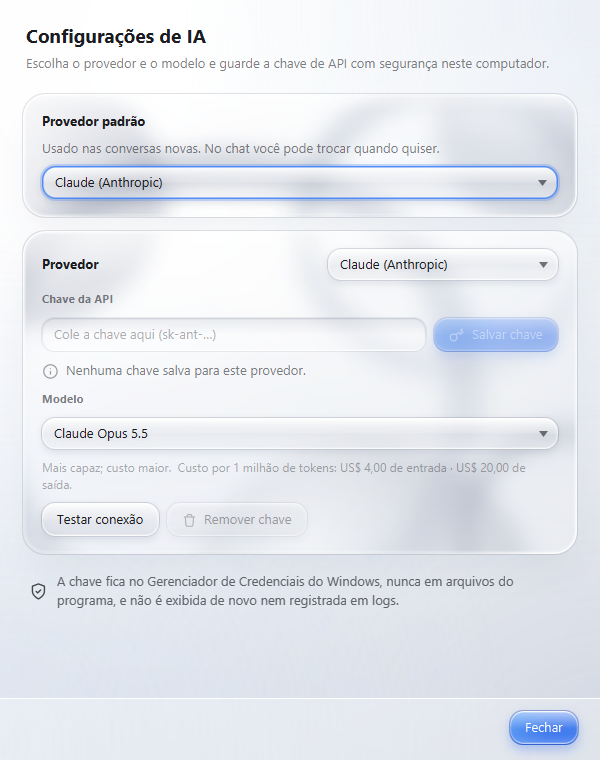 Configurações de IA
Escolha o provedor e o modelo e guarde a chave de API com segurança neste computador.
Provedor padrão
Usado nas conversas novas. No chat você pode trocar quando quiser.
Claude (Anthropic)
Provedor
Claude (Anthropic)
Chave da API
Cole a chave aqui (sk-ant-...)
Salvar chave
Nenhuma chave salva para este provedor.
Modelo
Claude Opus 5.5
Mais capaz; custo maior. Custo por 1 milhão de tokens: US$ 4,00 de entrada · US$ 20,00 de
saída.
Testar conexão
Remover chave
A chave fica no Gerenciador de Credenciais do Windows, nunca em arquivos do
programa, e não é exibida de novo nem registrada em logs.
Fechar